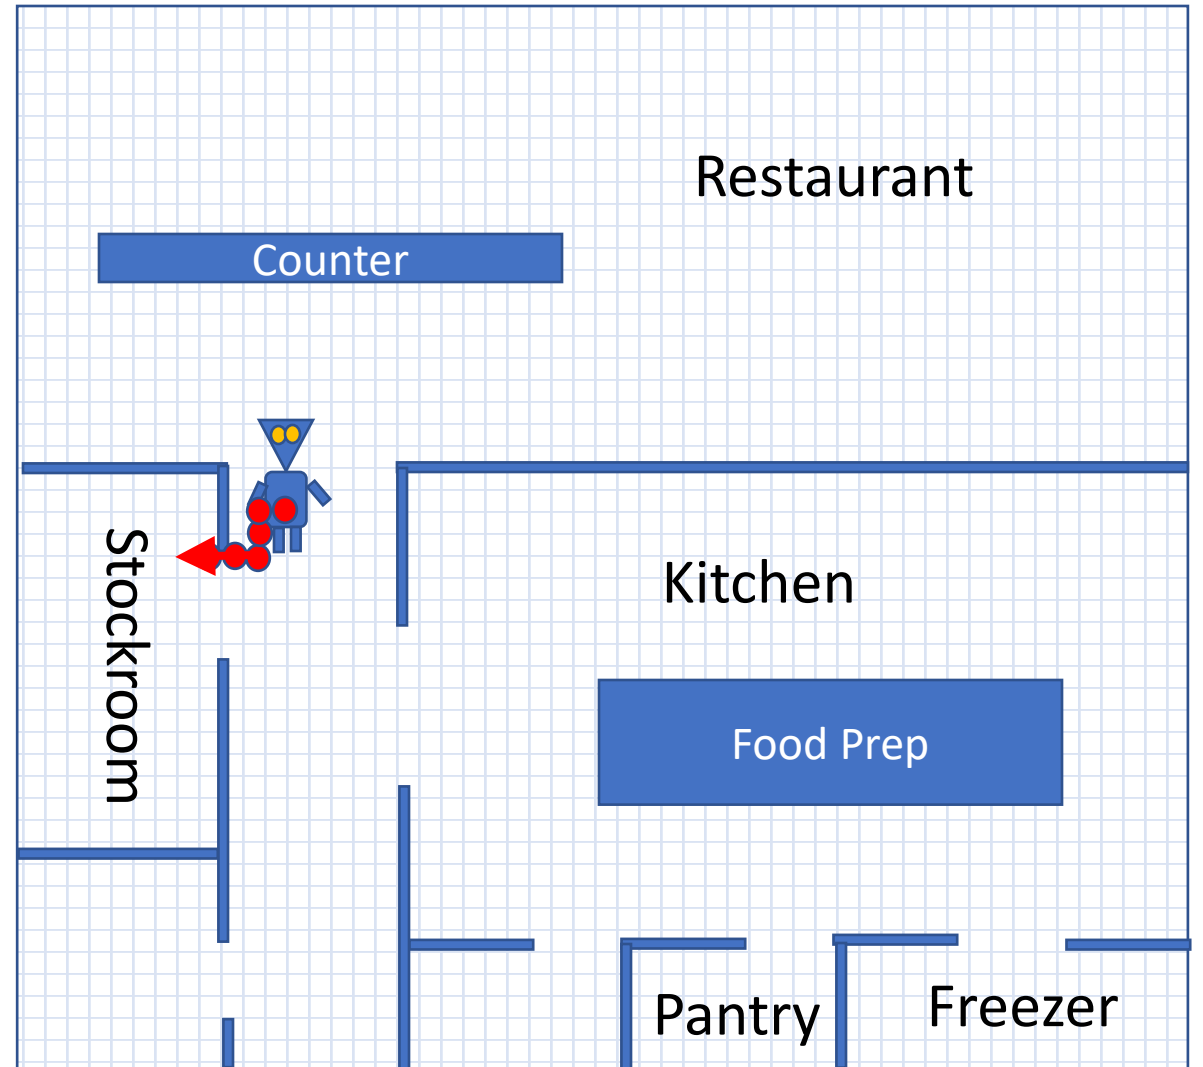 Restaurant
Counter
Stockroom
Kitchen
Food Prep
Pantry
Freezer